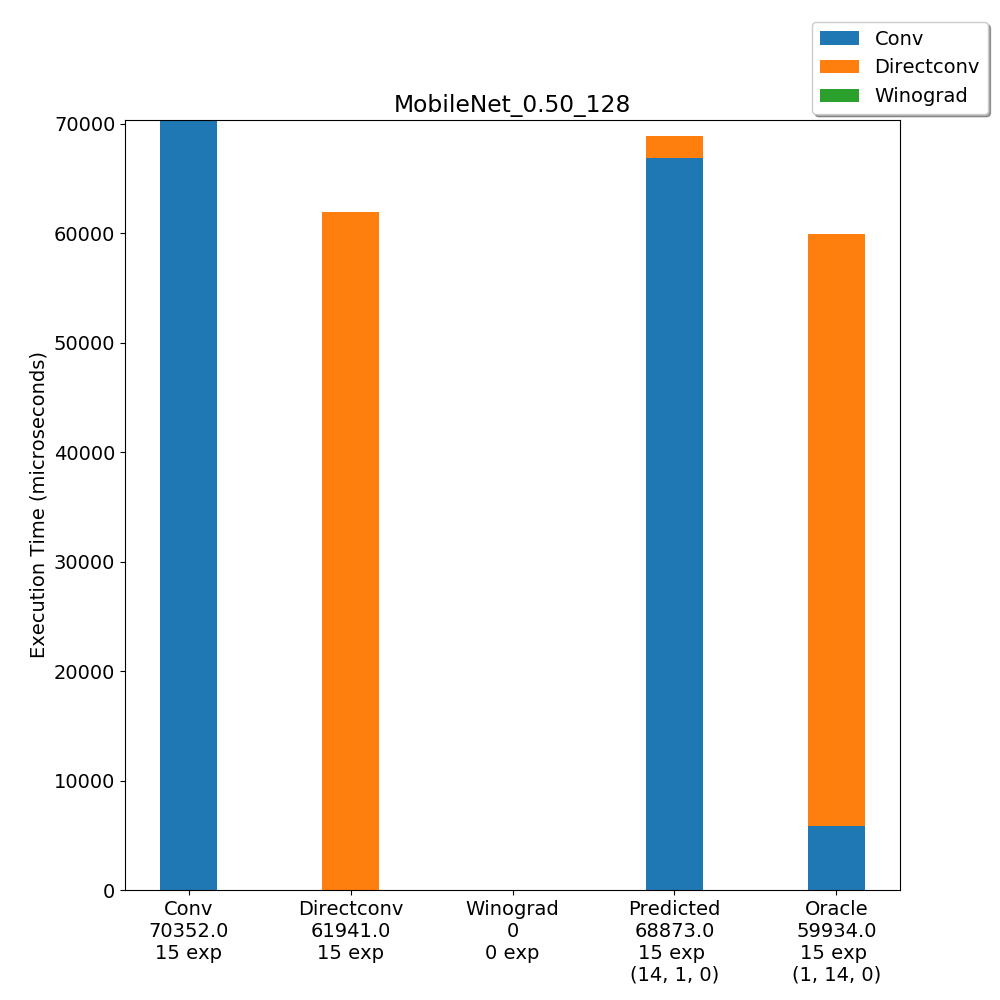 Conv
Directconv
Winograd
MobileNet_0.50_128
Execution Time (microseconds)
70000
60000
50000
40000
30000
20000
10000
0
Conv
70352.0
15 exp
Directconv
61941.0
15 exp
Winograd
0
0 exp
Predicted
68873.0
15 exp
(14, 1, 0)
Oracle
59934.0
15 exp
(1, 14, 0)